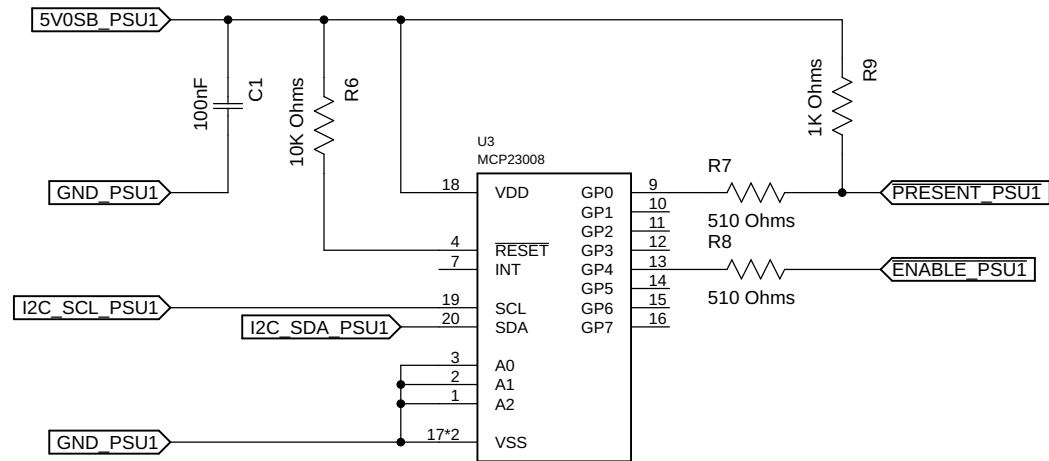 5V0SB_PSU1
100nF
C1
10K Ohms
R6
1K Ohms
R9
U3
MCP23008
GND_PSU1
18 VDD GP0 9
R7
510 Ohms
PRESENT_PSU1
GP1 10
GP2 11
4 RESET GP3 12
7 INT GP4 13
R8
510 Ohms
ENABLE_PSU1
GP5 14
I2C_SCL_PSU1
19 SCL GP6 15
I2C_SDA_PSU1
20 SDA GP7 16
3 A0
2 A1
1 A2
GND_PSU1
17*2 VSS